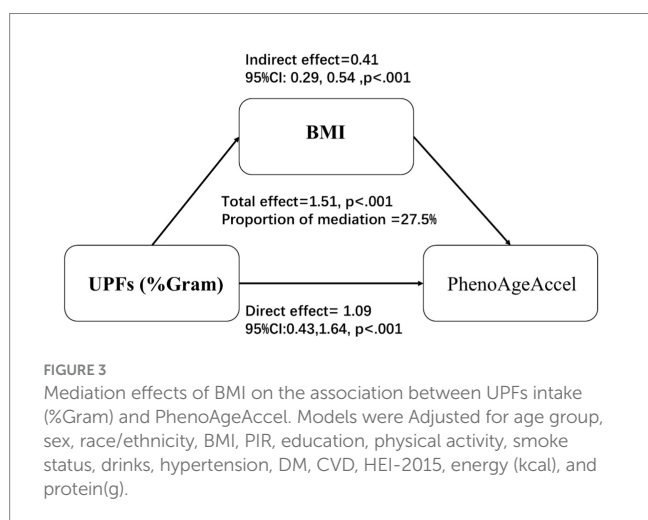 Indirect effect=0.41
95%CI: 0.29, 0.54 ,p<.001
BMI
Total effect=1.51, p<.001
Proportion of mediation =27.5%
UPFs (%Gram)
PhenoAgeAccel
Direct effect= 1.09
95%CI:0.43,1.64, p<.001
FIGURE 3
Mediation effects of BMI on the association between UPFs intake
(%Gram) and PhenoAgeAccel. Models were Adjusted for age group,
sex, race/ethnicity, BMI, PIR, education, physical activity, smoke
status, drinks, hypertension, DM, CVD, HEI-2015, energy (kcal), and
protein(g).